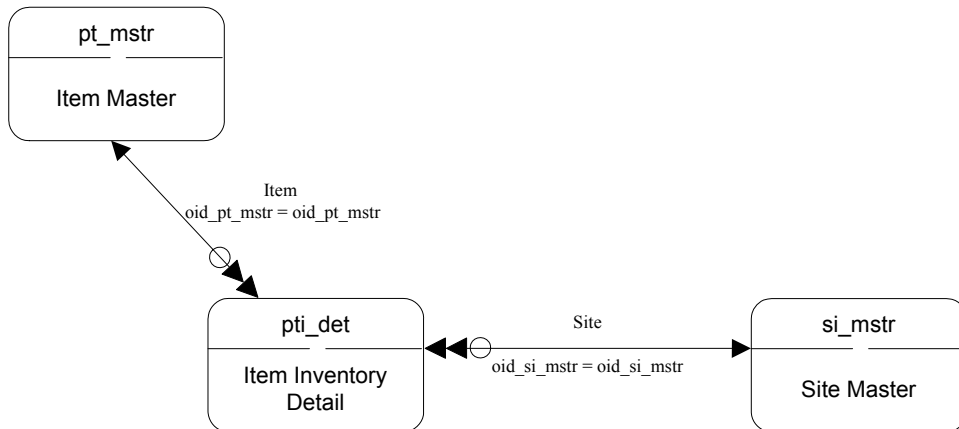 pt_mstr
Item Master
Item
oid_pt_mstr = oid_pt_mstr
pti_det
Item Inventory
Detail
Site
oid_si_mstr = oid_si_mstr
si_mstr
Site Master